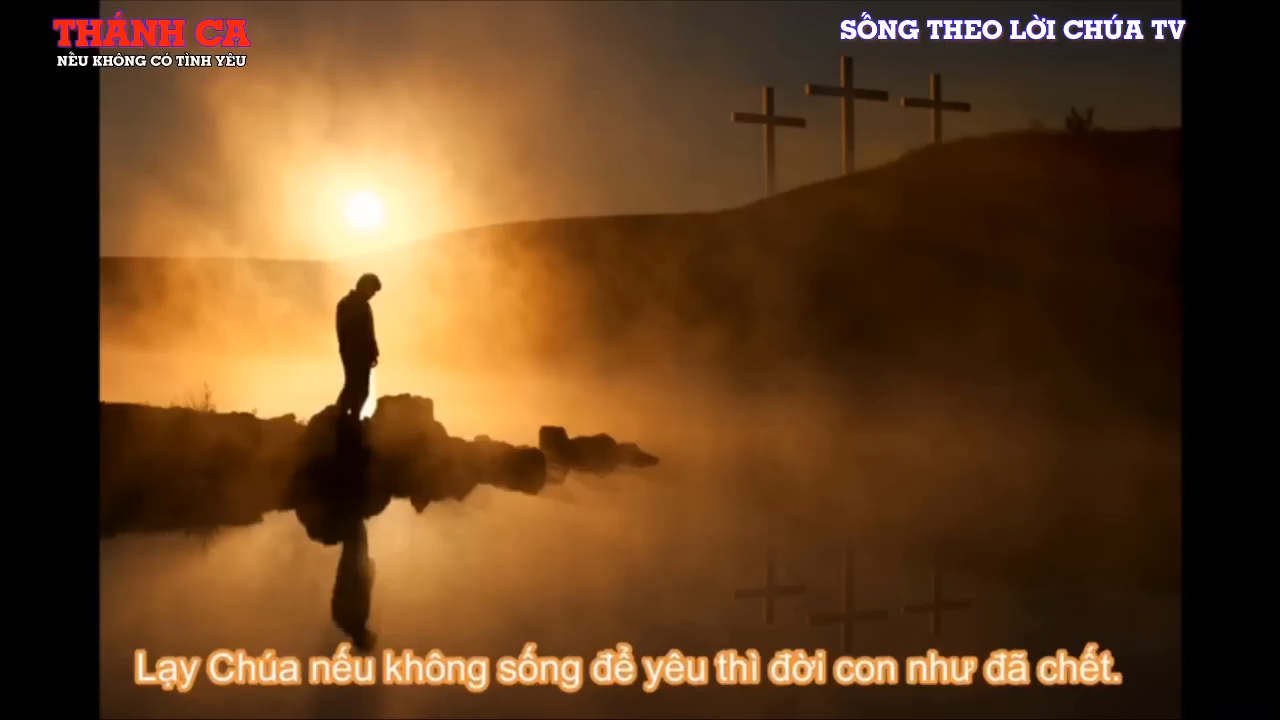 THÁNH CA
NẾU KHÔNG CÓ TÌNH YÊU
SỐNG THEO LỜI CHÚA TV
Lạy Chúa nếu không sống để yêu thì đời con như đã chết.